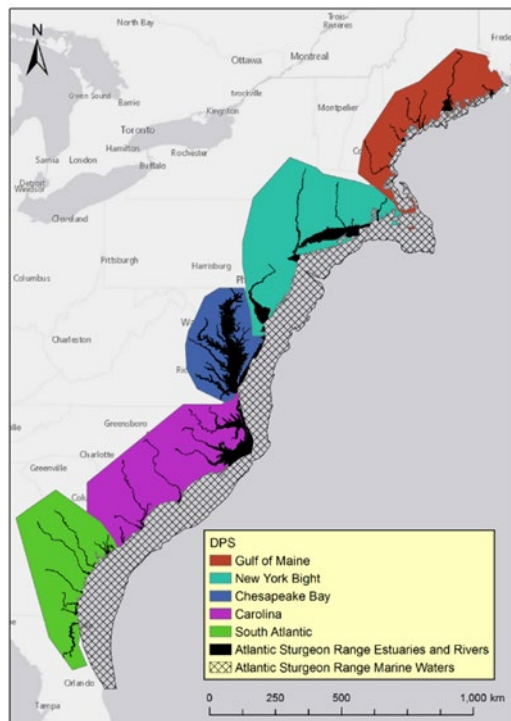 North Bay
Trois-
Rivieres
Frede
N
Ottawa
Montreal
Owen Sound
Barrie
brockville
Kingston
Montpelier
Toronto
Hamilton
Rochester
Sarnia
London
Buffalo
Detroit
Windsor
Cleveland
Pittsburgh
Harrisburg
Columbus
Charleston
Greensboro
Charlotte
Greenville
Orlando
Tampa
DPS
Gulf of Maine
New York Bight
Chesapeake Bay
Carolina
South Atlantic
Atlantic Sturgeon Range Estuaries and Rivers
Atlantic Sturgeon Range Marine Waters
0
250
500
1,000 km